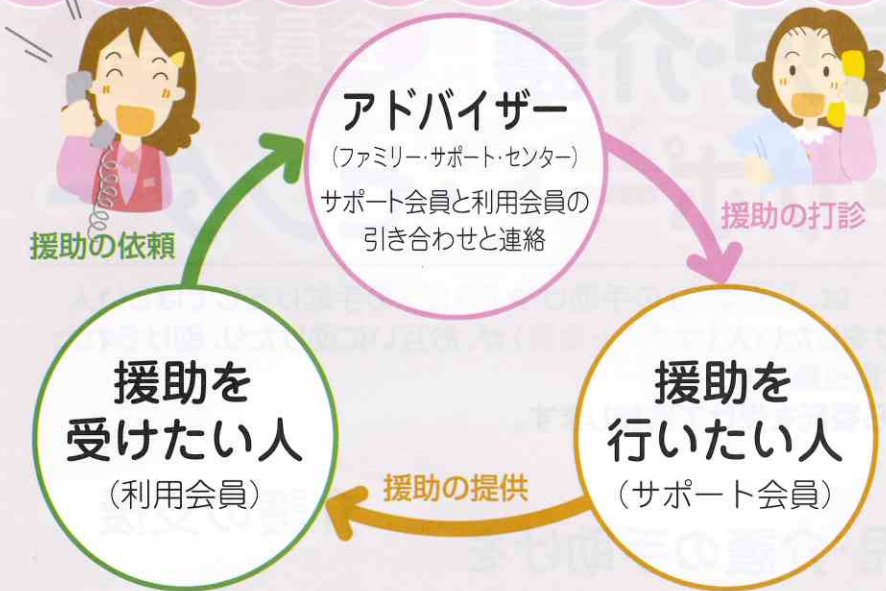 アドバイザー
(ファミリー・サポート・センター)
サポート会員と利用会員の
引き合わせと連絡
援助の依頼
援助の打診
援助を
受けたい人
(利用会員)
援助を
行いたい人
(サポート会員)
援助の提供